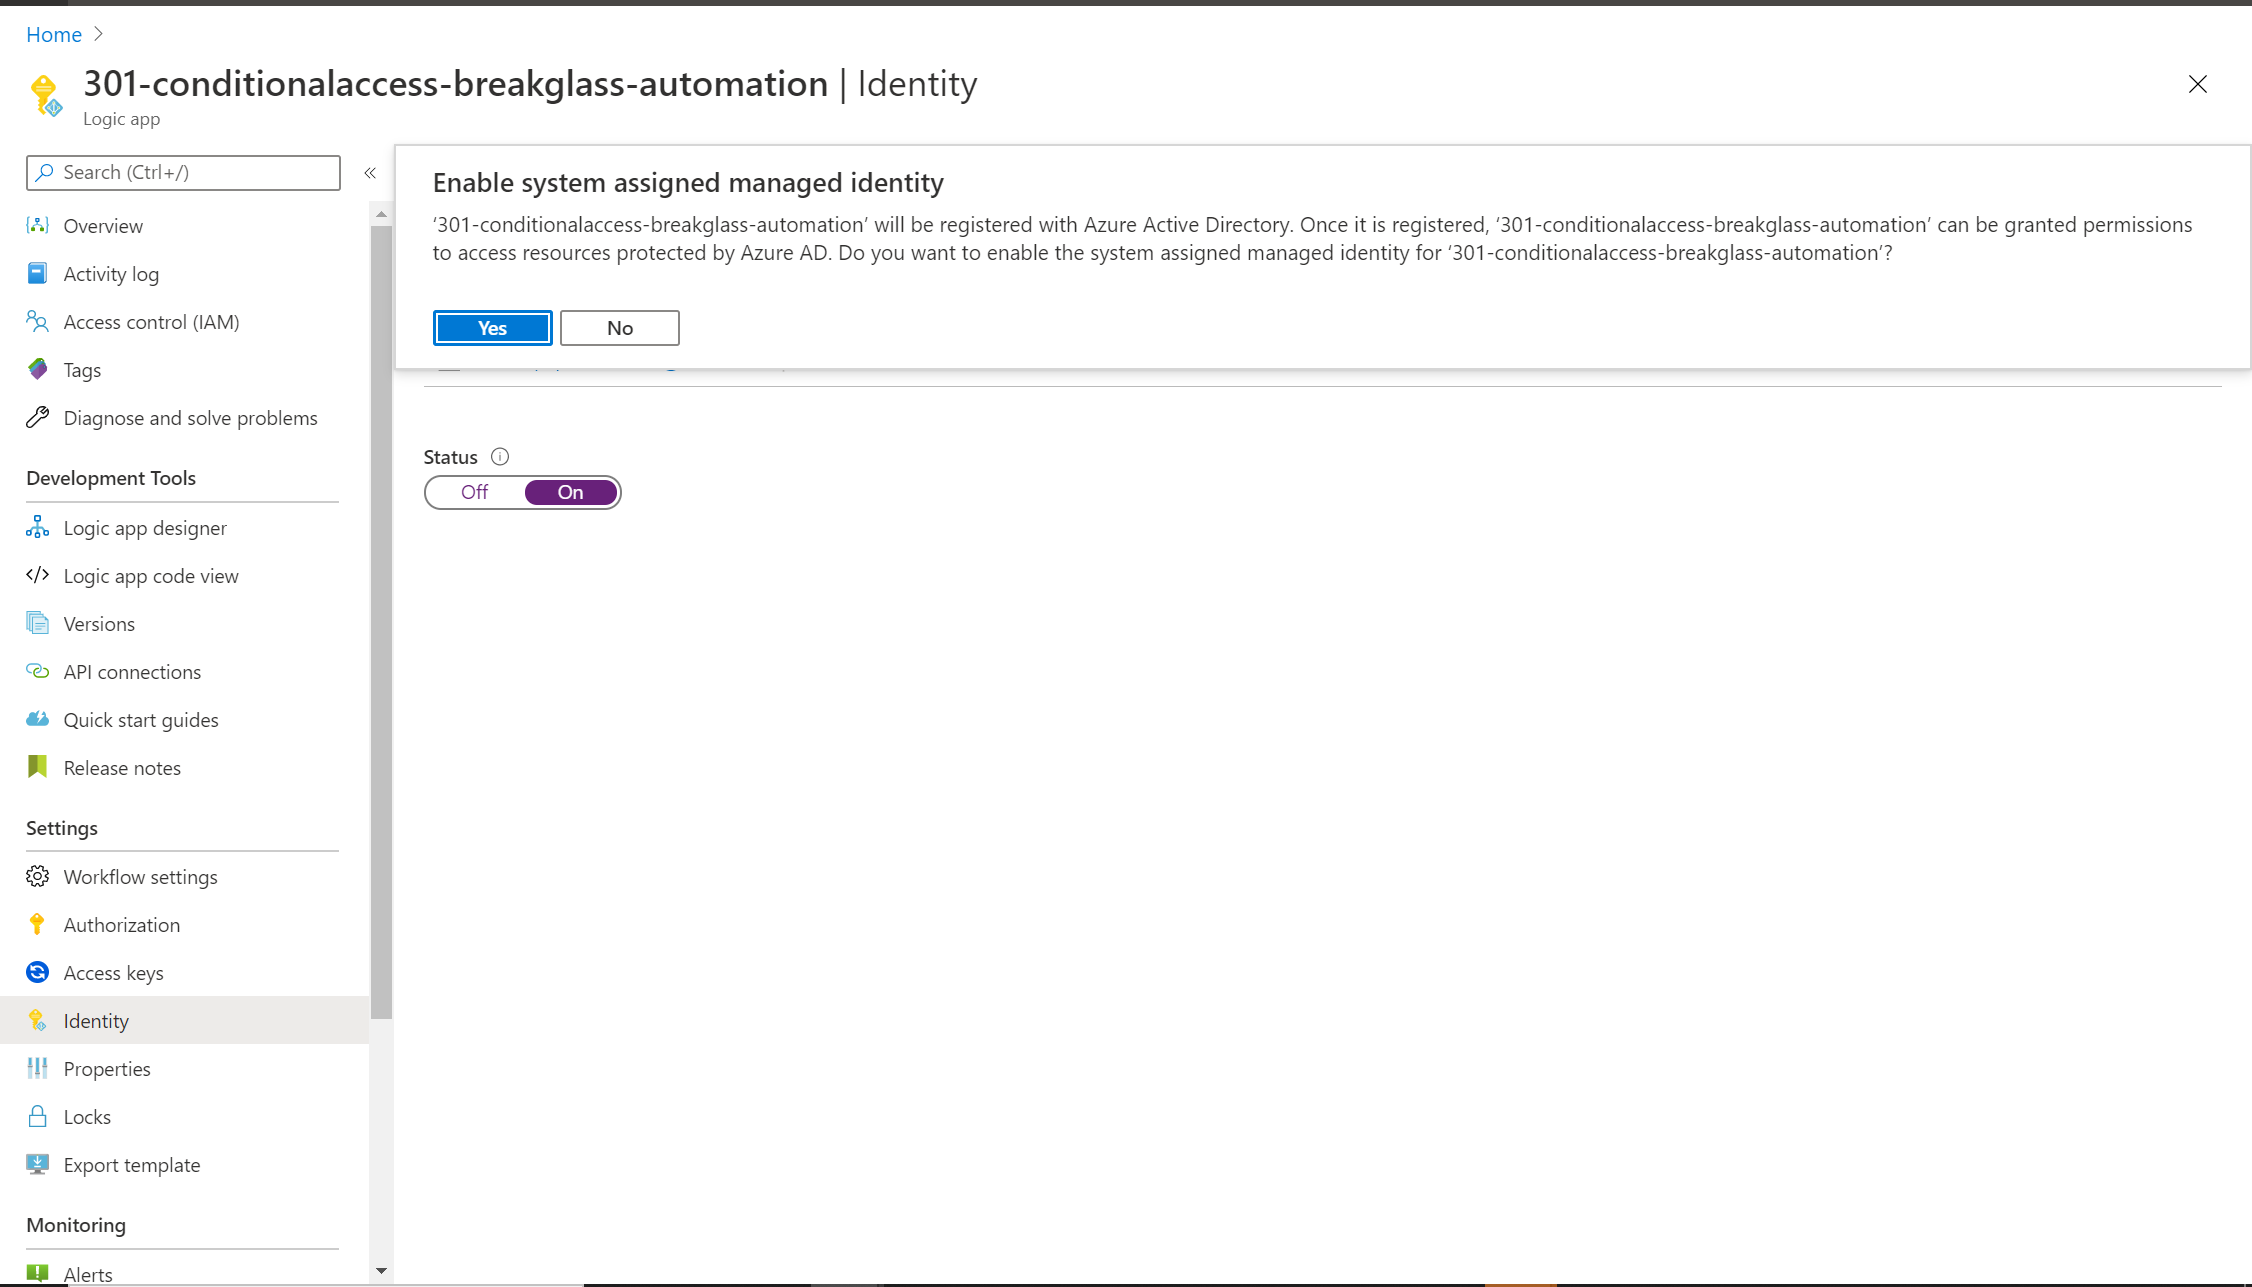 Home
301-conditionalaccess-breakglass-automation | Identity
Logic app
Search (Ctrl+/)
«
Overview
Activity log
Access control (IAM)
Tags
Diagnose and solve problems
Development Tools
Logic app designer
Logic app code view
Versions
API connections
Quick start guides
Release notes
Settings
Workflow settings
Authorization
Access keys
Identity
Properties
Locks
Export template
Monitoring
Alerts
Enable system assigned managed identity
‘301-conditionalaccess-breakglass-automation’ will be registered with Azure Active Directory. Once it is registered, ‘301-conditionalaccess-breakglass-automation’ can be granted permissions
to access resources protected by Azure AD. Do you want to enable the system assigned managed identity for ‘301-conditionalaccess-breakglass-automation’?
Yes No
Status
Off On